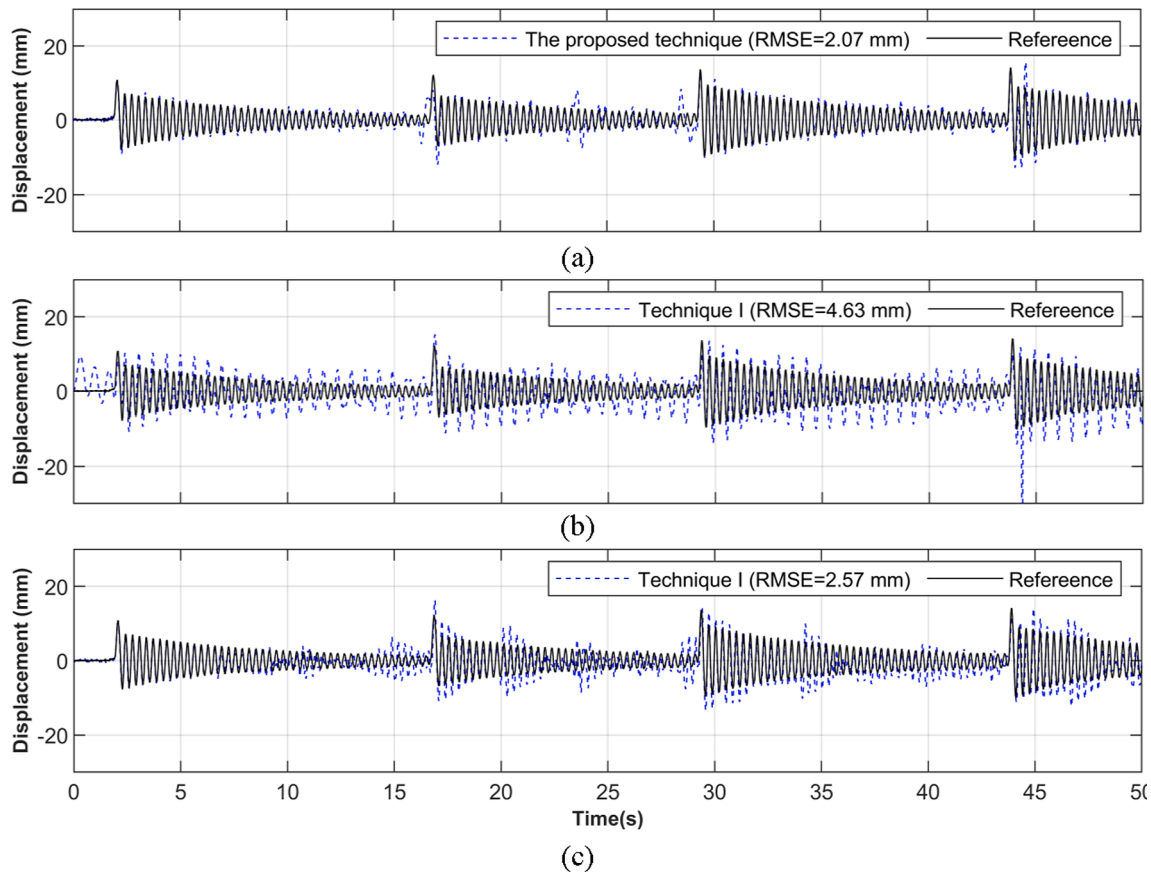 Displacement (mm)
20
0
-20
The proposed technique (RMSE=2.07 mm) Refereence
(a)
Displacement (mm)
20
0
-20
Technique I (RMSE=4.63 mm) Refereence
(b)
Displacement (mm)
20
0
-20
Technique I (RMSE=2.57 mm) Refereence
0 5 10 15 20 25 30 35 40 45 50
Time(s)
(c)